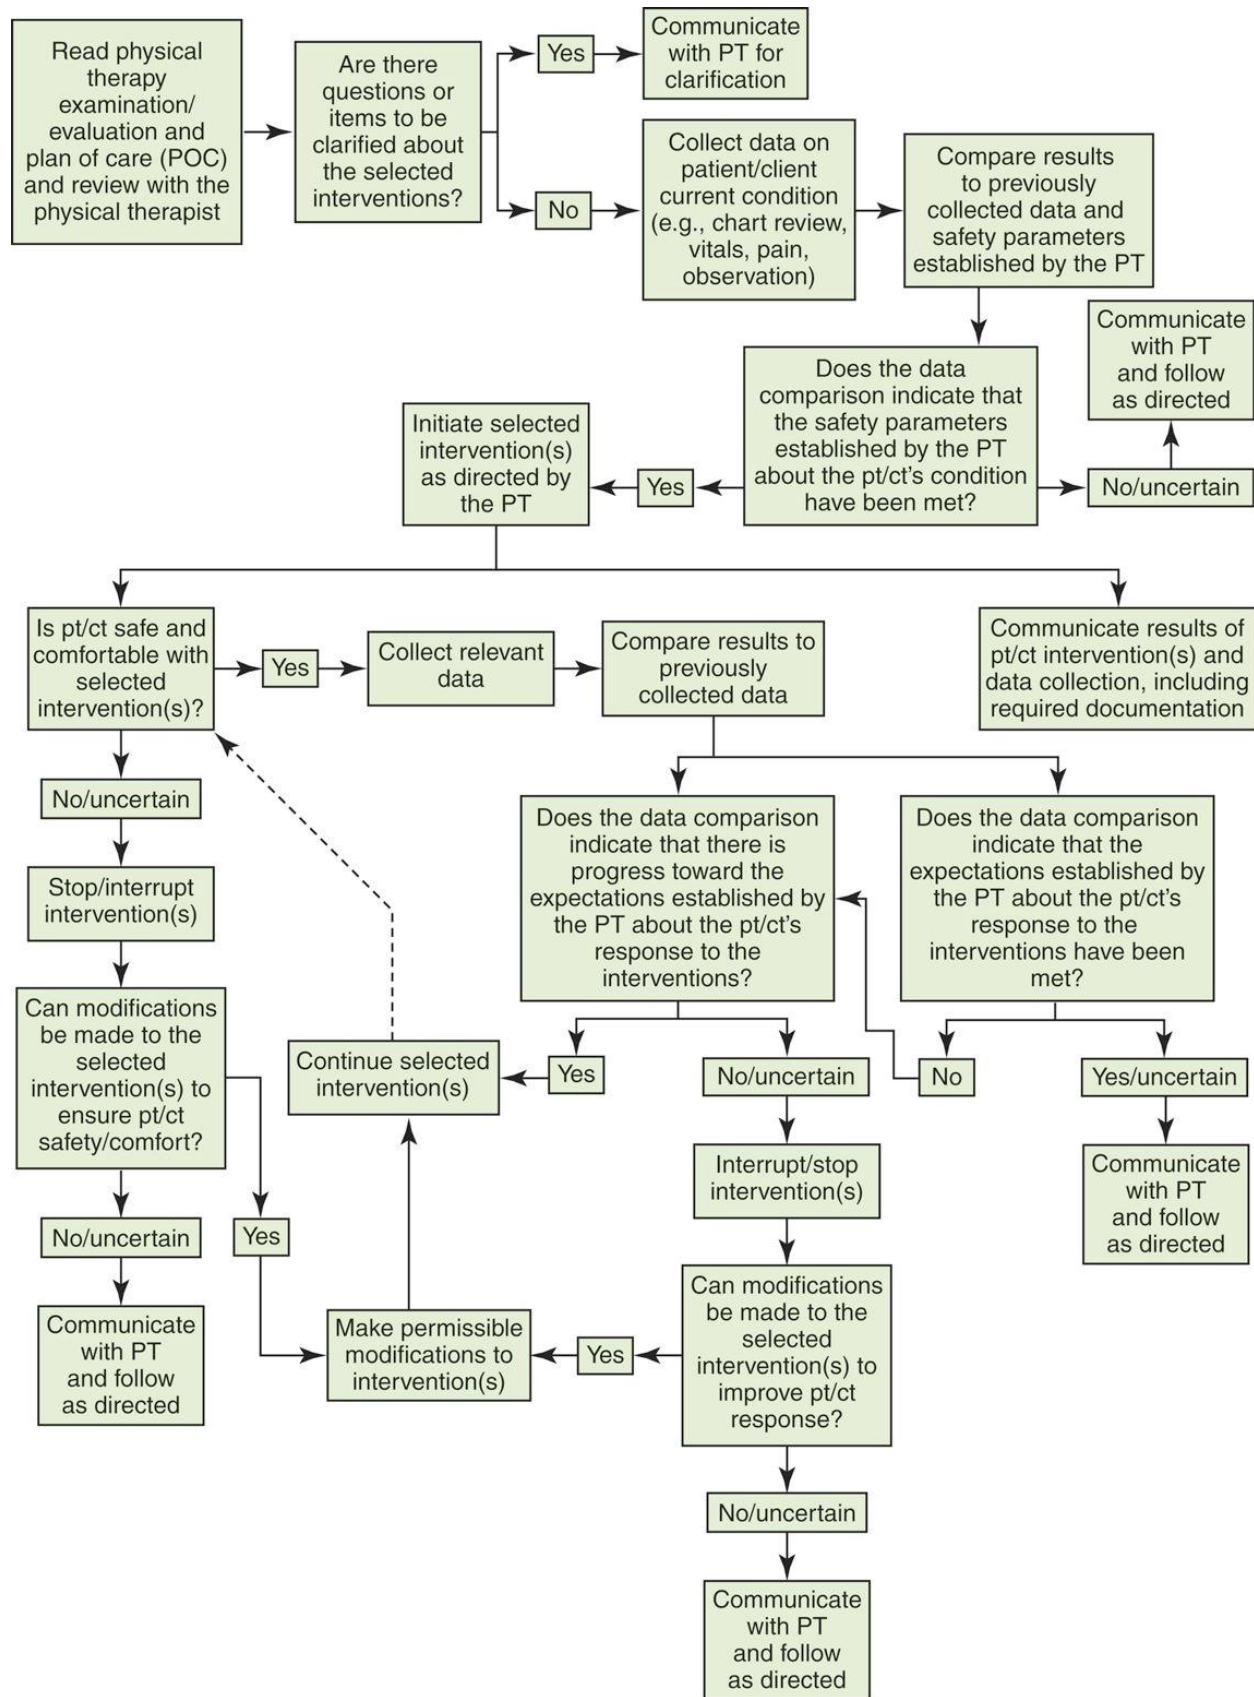 Read physical
therapy
examination/
evaluation and
plan of care (POC)
and review with the
physical therapist
Are there
questions or
items to be
clarified about
the selected
interventions?
Yes
Communicate
with PT for
clarification
No
Collect data on
patient/client
current condition
(e.g., chart review,
vitals, pain,
observation)
Compare results
to previously
collected data and
safety parameters
established by the PT
Does the data
comparison indicate that
the safety parameters
established by the PT
about the pt/ct's condition
have been met?
No/uncertain
Communicate
with PT
and follow
as directed
Yes
Initiate selected
intervention(s)
as directed by
the PT
Is pt/ct safe and
comfortable with
selected
intervention(s)?
Yes
Collect relevant
data
Compare results to
previously
collected data
Communicate results of
pt/ct intervention(s) and
data collection, including
required documentation
No/uncertain
Stop/interrupt
intervention(s)
Can modifications
be made to the
selected
intervention(s) to
ensure pt/ct
safety/comfort?
No/uncertain
Communicate
with PT
and follow
as directed
Yes
Does the data comparison
indicate that there is
progress toward the
expectations established by
the PT about the pt/ct's
response to the
interventions?
Does the data comparison
indicate that the
expectations established by
the PT about the pt/ct's
response to the
interventions have been
met?
Continue selected
intervention(s)
Yes
No/uncertain
No
Yes/uncertain
Interrupt/stop
intervention(s)
Communicate
with PT
and follow
as directed
Make permissible
modifications to
intervention(s)
Yes
Can modifications
be made to the
selected
intervention(s) to
improve pt/ct
response?
No/uncertain
Communicate
with PT
and follow
as directed